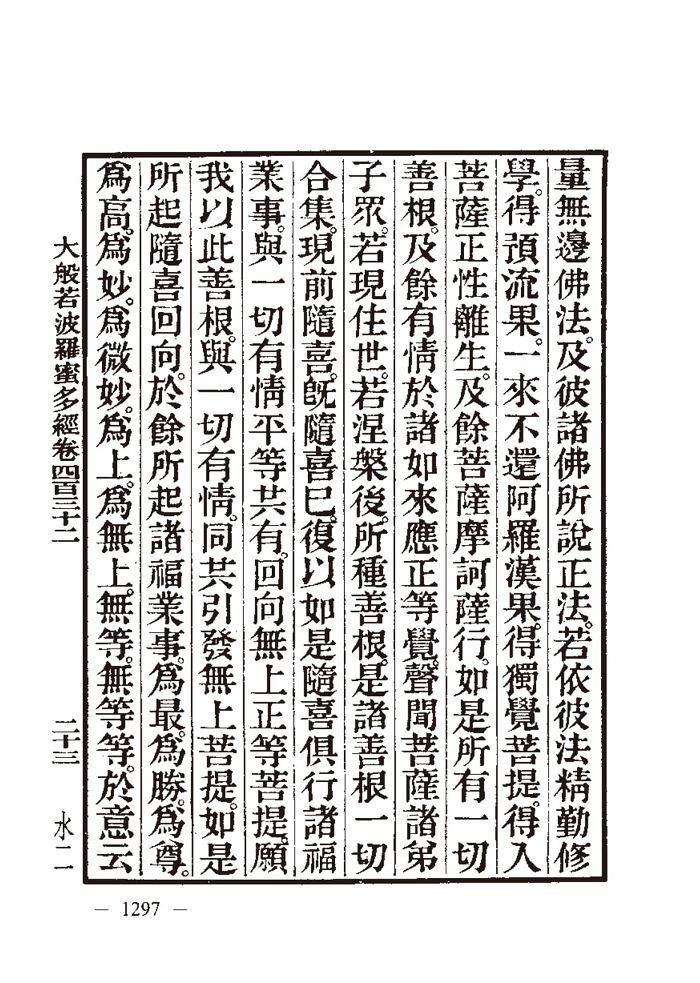 量無邊佛法。及彼諸佛所說正法。若依彼法精勤修
學。得預流果。一來不還阿羅漢果。得獨覺菩提。得入
菩薩正性離生。及餘菩薩摩訶薩行。如是所有一切
善根。及餘有情於諸如來應正等覺。聲聞菩薩諸弟
子眾。若現住世。若涅槃後。所種善根。是諸善根一切
合集。現前隨喜。旣隨喜已。復以如是隨喜俱行諸福
業事。與一切有情平等共有。回向無上正等菩提。願
我以此善根。與一切有情。同共引發無上菩提。如是
所起隨喜回向。於餘所起諸福業事。為最。為勝。為尊。
為高。為妙。為微妙。為上。為無上。無等。無等等。於意云
大般若波羅蜜多經卷四百三十二 二十三 水二
— 1297 —